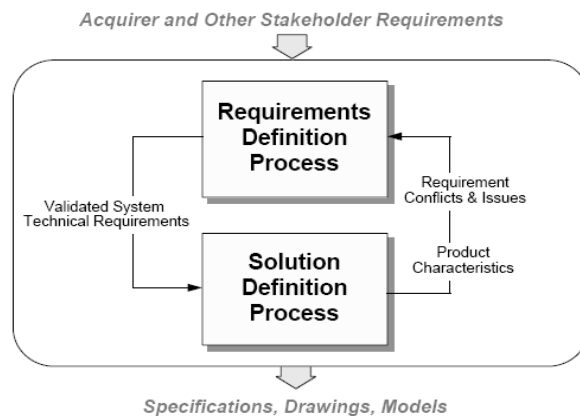 Acquirer and Other Stakeholder Requirements
Requirements
Definition
Process
Validated System
Technical Requirements
Requirement
Conflicts & Issues
Product
Characteristics
Solution
Definition
Process
Specifications, Drawings, Models